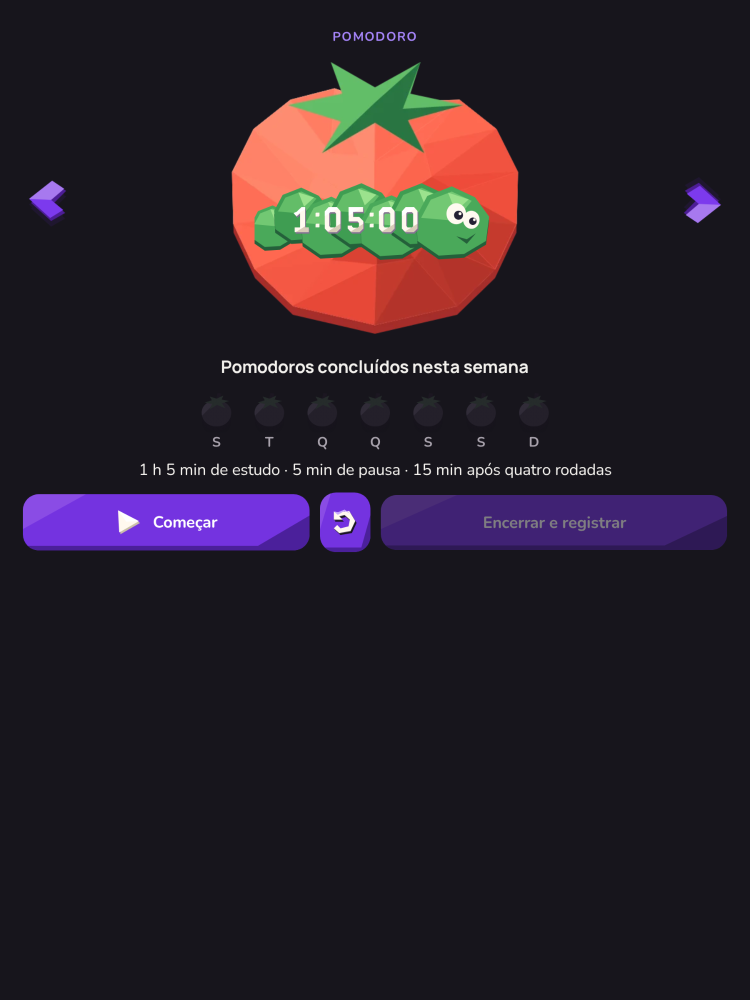 POMODORO
1:05:00
Pomodoros concluídos nesta semana
S T Q Q S S D
1 h 5 min de estudo · 5 min de pausa · 15 min após quatro rodadas
Começar
Encerrar e registrar